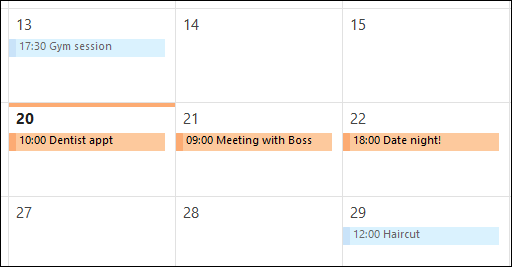 13 14 15
17:30 Gym session
20 21 22
10:00 Dentist appt 09:00 Meeting with Boss 18:00 Date night!
27 28 29
12:00 Haircut